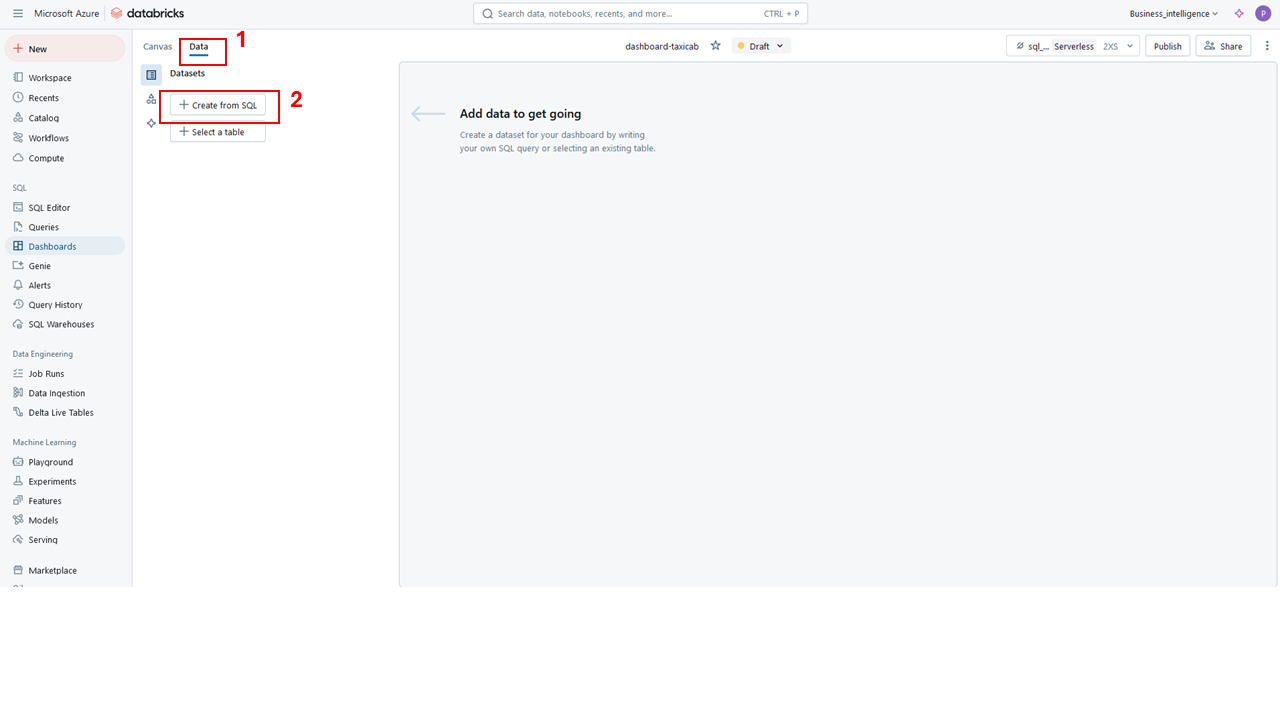 Microsoft Azure databricks Search data, notebooks, recents, and more... CTRL + P Business_intelligence P
New
Workspace
Recents
Catalog
Workflows
Compute
SQL
SQL Editor
Queries
Dashboards
Genie
Alerts
Query History
SQL Warehouses
Data Engineering
Job Runs
Data Ingestion
Delta Live Tables
Machine Learning
Playground
Experiments
Features
Models
Serving
Marketplace
Canvas Data 1 dashboard-taxicab Draft sql_... Serverless 2XS Publish Share
Datasets
Create from SQL 2
Select a table
Add data to get going
Create a dataset for your dashboard by writing
your own SQL query or selecting an existing table.